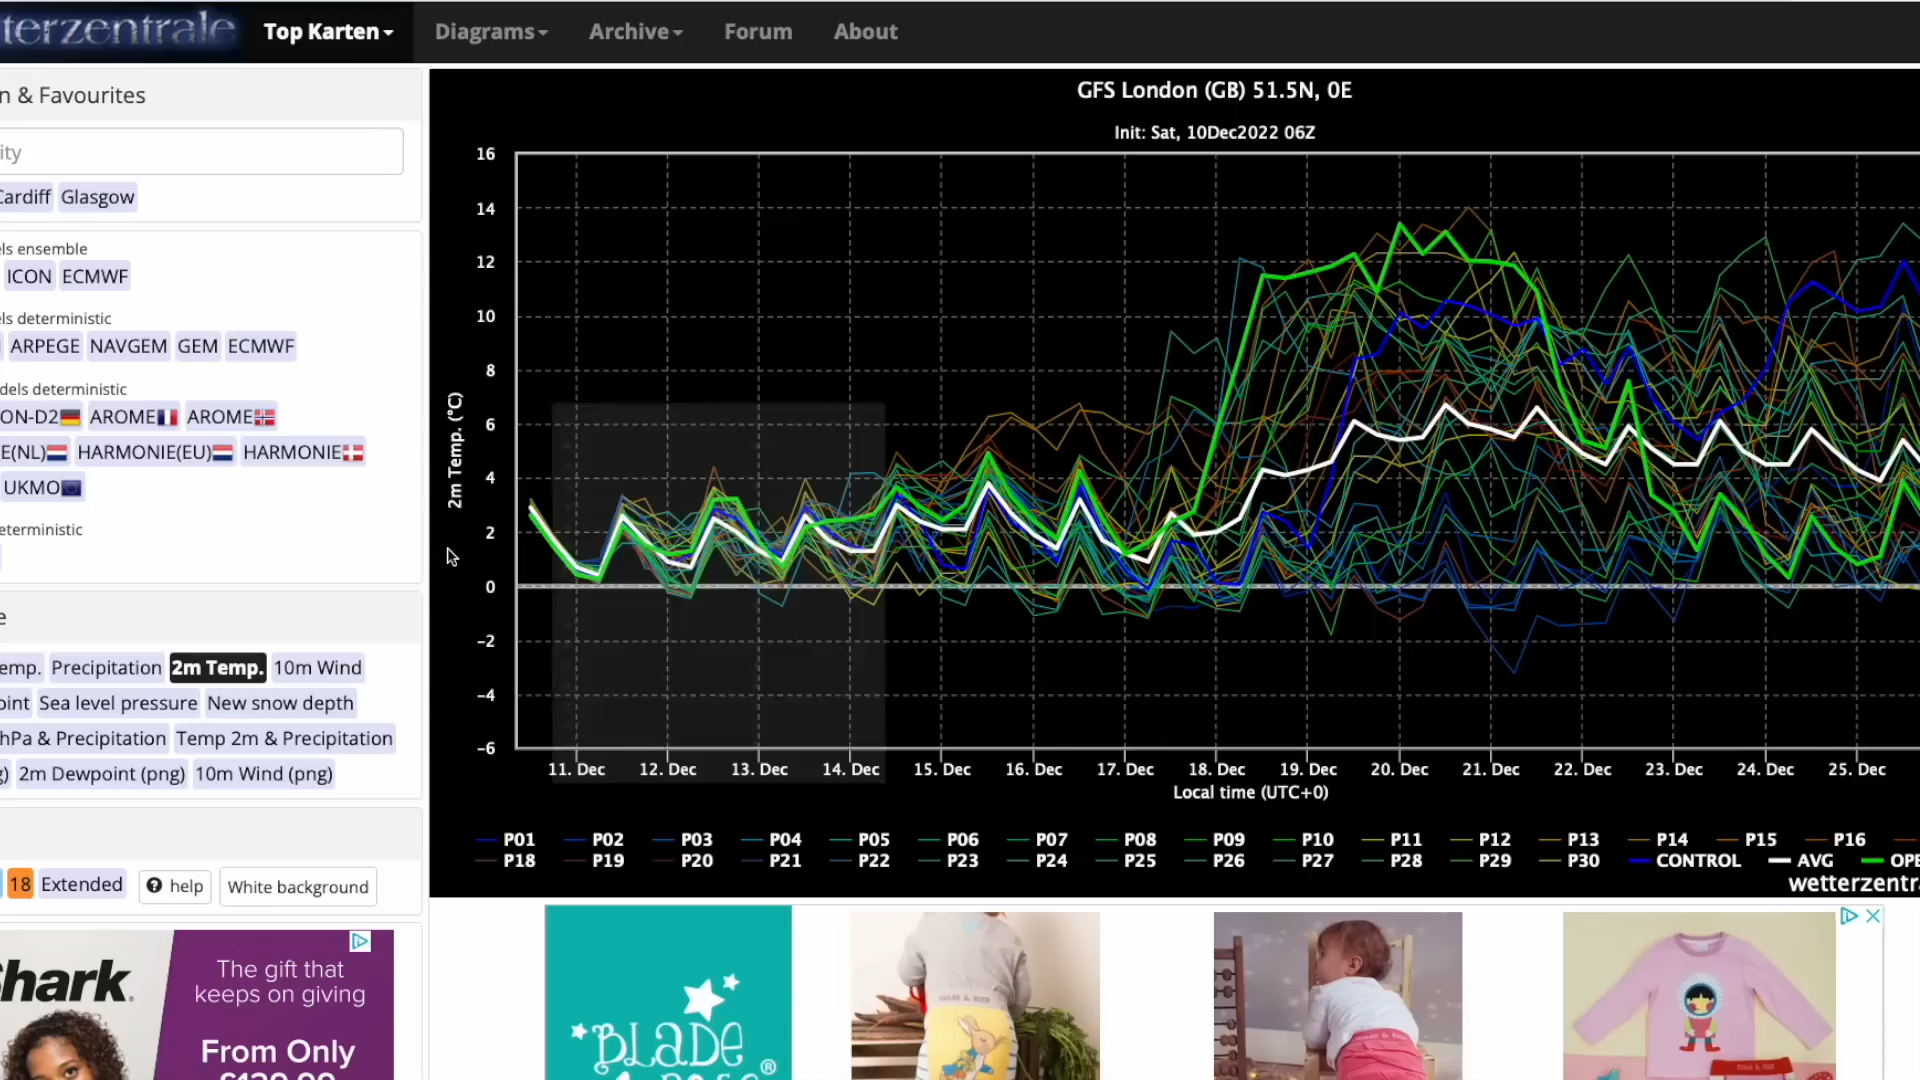 terzentrale Top Karten Diagrams Archive Forum About
n & Favourites
ity
Cardiff Glasgow
els ensemble
ICON ECMWF
els deterministic
ARPEGE NAVGEM GEM ECMWF
dels deterministic
ON-D2 AROME AROME
E(NL) HARMONIE(EU) HARMONIE
UKMO
eterministic
e
emp. Precipitation 2m Temp. 10m Wind
oint Sea level pressure New snow depth
hPa & Precipitation Temp 2m & Precipitation
g) 2m Dewpoint (png) 10m Wind (png)
18 Extended help White background
Shark.
The gift that
keeps on giving
From Only
£129.99
GFS London (GB) 51.5N, 0E
Init: Sat, 10Dec2022 06Z
16
14
12
10
8
6
4
2
0
-2
-4
-6
2m Temp. (°C)
11. Dec 12. Dec 13. Dec 14. Dec 15. Dec 16. Dec 17. Dec 18. Dec 19. Dec 20. Dec 21. Dec 22. Dec 23. Dec 24. Dec 25. Dec
Local time (UTC+0)
P01 P02 P03 P04 P05 P06 P07 P08 P09 P10 P11 P12 P13 P14 P15 P16
P18 P19 P20 P21 P22 P23 P24 P25 P26 P27 P28 P29 P30 CONTROL AVG OPE
wetterzentra
BLADE